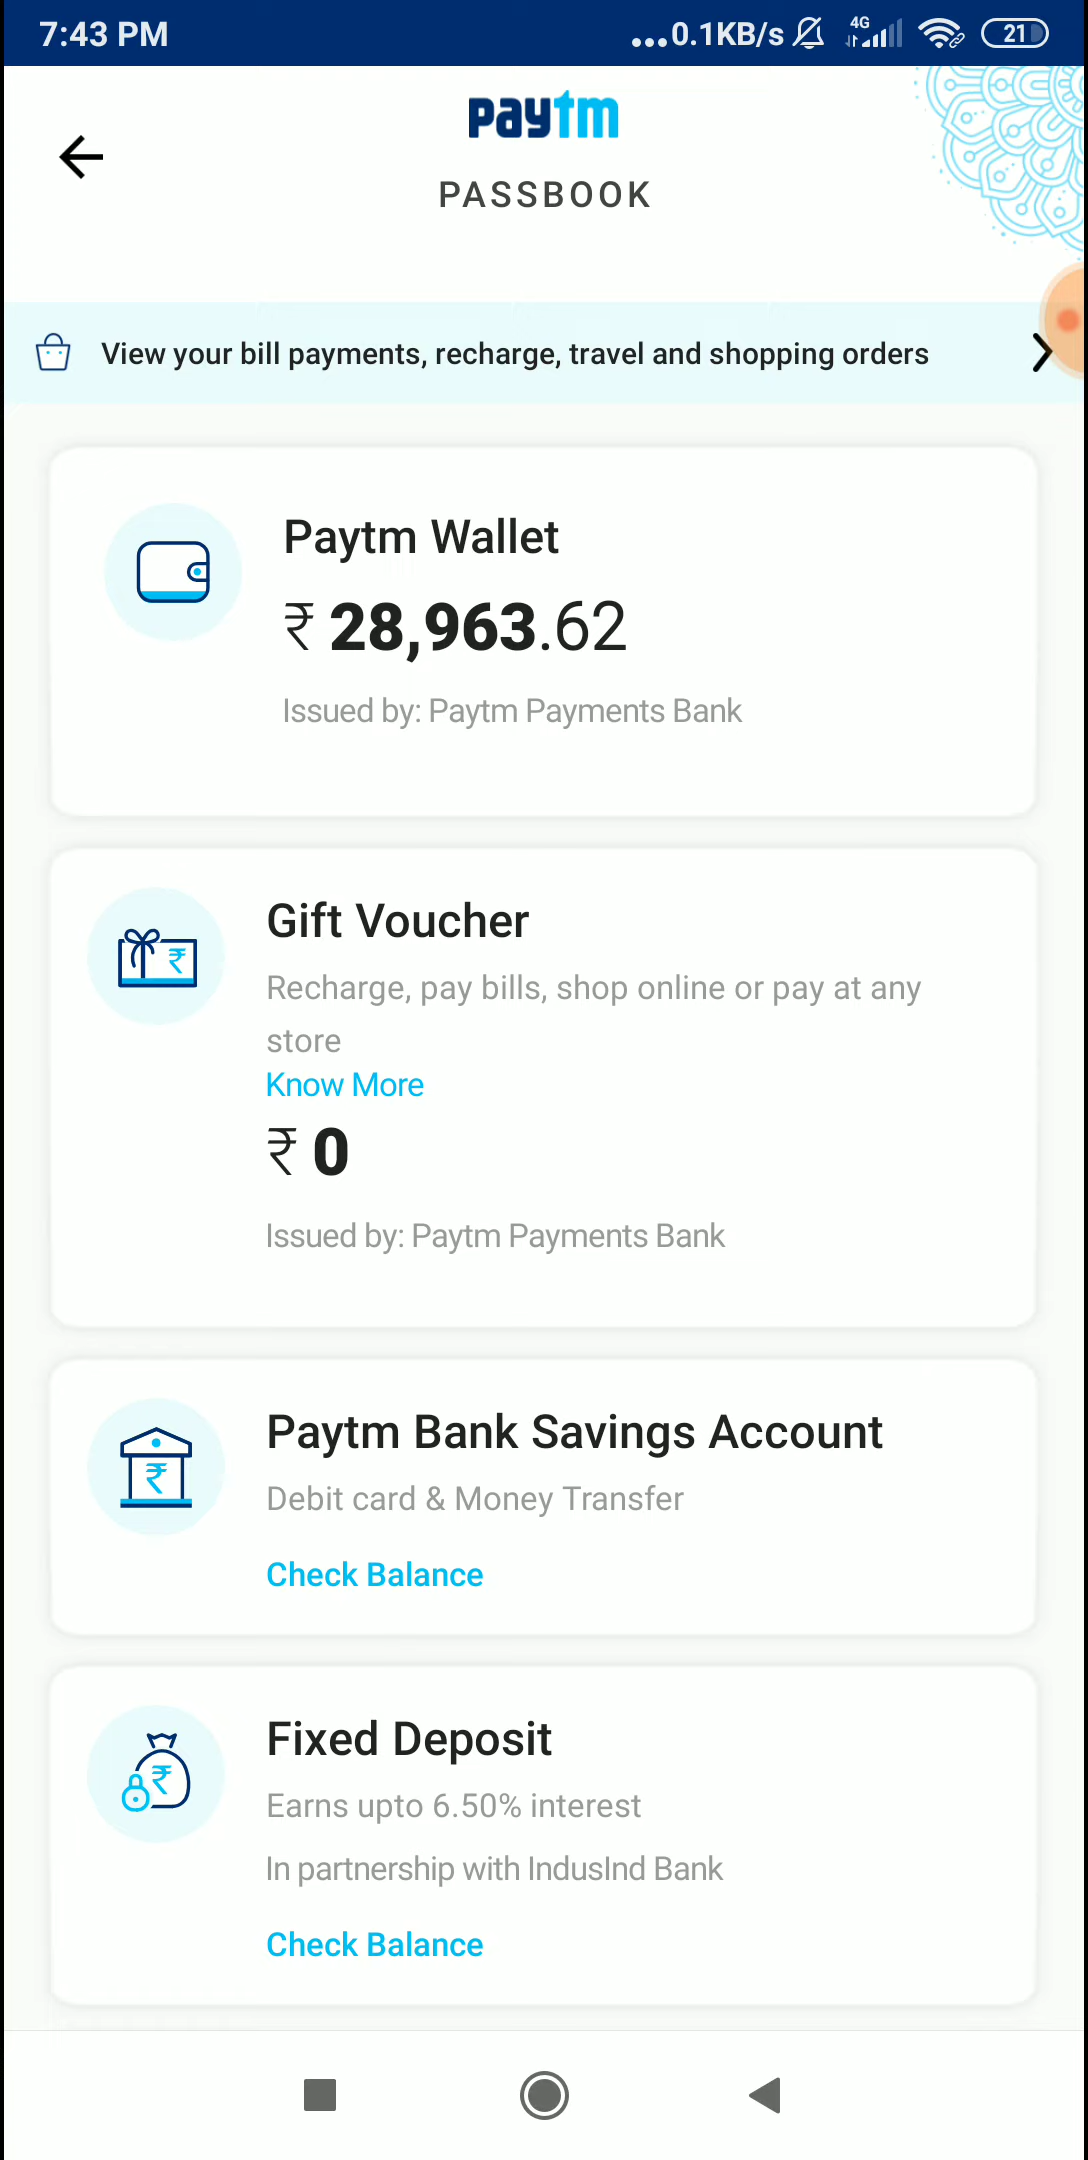 7:43 PM
...0.1KB/s 4G 21
paytm
PASSBOOK
View your bill payments, recharge, travel and shopping orders
Paytm Wallet
₹ 28,963.62
Issued by: Paytm Payments Bank
Gift Voucher
₹
Recharge, pay bills, shop online or pay at any
store
Know More
₹ 0
Issued by: Paytm Payments Bank
Paytm Bank Savings Account
₹
Debit card & Money Transfer
Check Balance
Fixed Deposit
₹
Earns upto 6.50% interest
In partnership with IndusInd Bank
Check Balance